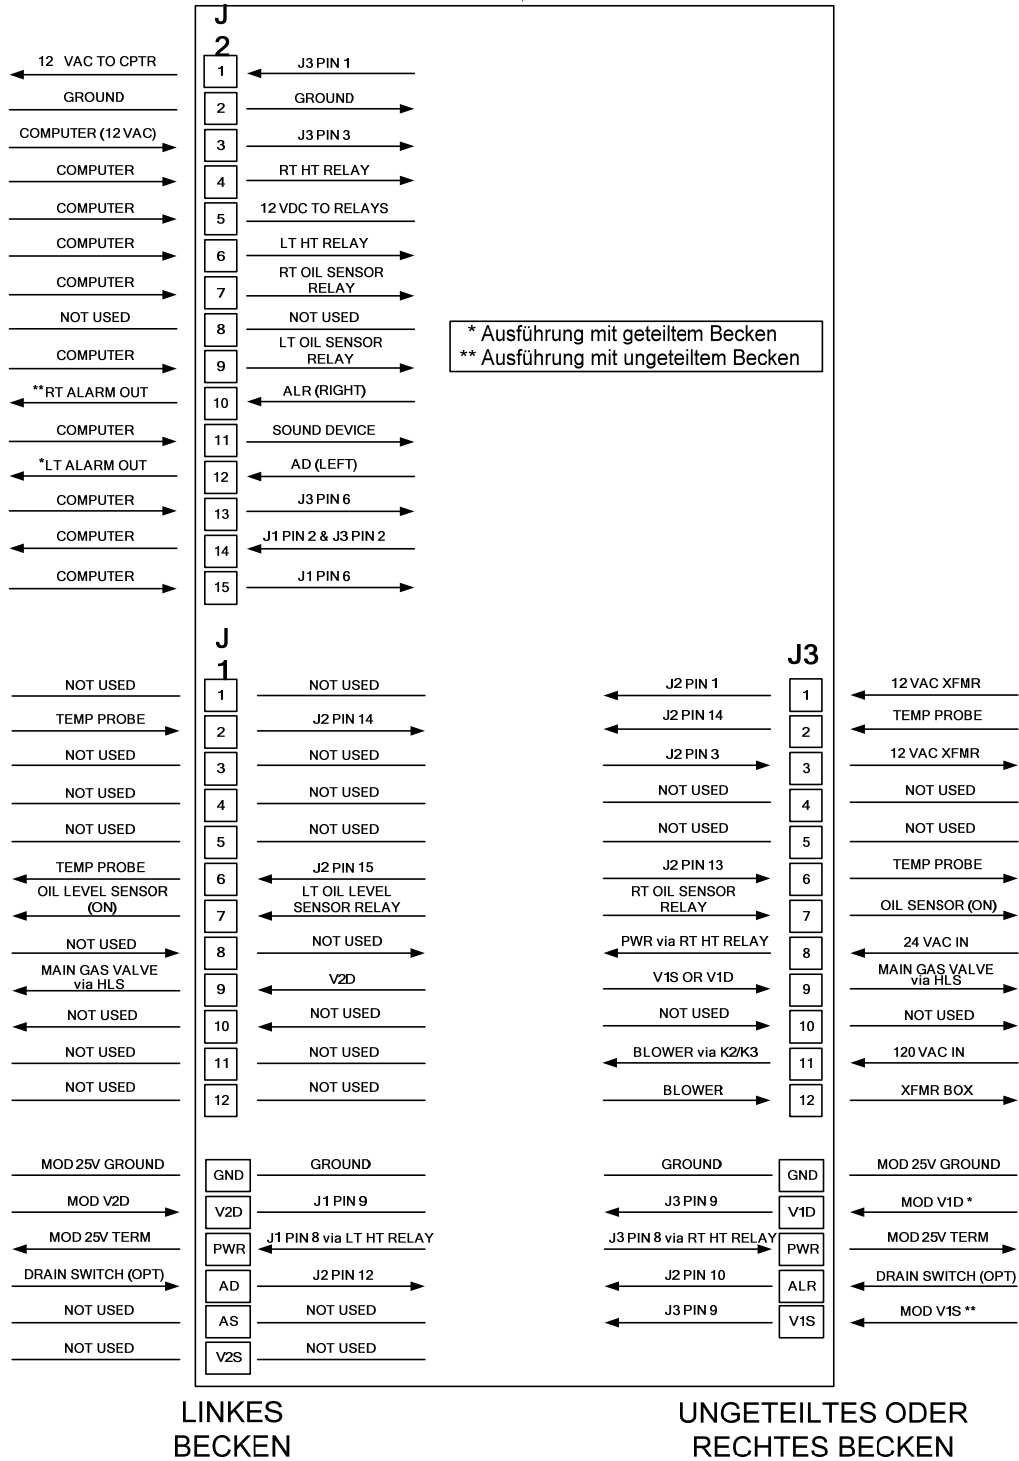 J
2
12 VAC TO CPTR 1 J3 PIN 1
GROUND 2 GROUND
COMPUTER (12 VAC) 3 J3 PIN 3
COMPUTER 4 RT HT RELAY
COMPUTER 5 12 VDC TO RELAYS
COMPUTER 6 LT HT RELAY
COMPUTER 7 RT OIL SENSOR
RELAY
NOT USED 8 NOT USED
COMPUTER 9 LT OIL SENSOR
RELAY
* Ausführung mit geteiltem Becken
** Ausführung mit ungeteiltem Becken
**RT ALARM OUT 10 ALR (RIGHT)
COMPUTER 11 SOUND DEVICE
*LT ALARM OUT 12 AD (LEFT)
COMPUTER 13 J3 PIN 6
COMPUTER 14 J1 PIN 2 & J3 PIN 2
COMPUTER 15 J1 PIN 6
J
1
NOT USED 1 NOT USED
TEMP PROBE 2 J2 PIN 14
NOT USED 3 NOT USED
NOT USED 4 NOT USED
NOT USED 5 NOT USED
TEMP PROBE 6 J2 PIN 15
OIL LEVEL SENSOR
(ON) 7 LT OIL LEVEL
SENSOR RELAY
NOT USED 8 NOT USED
MAIN GAS VALVE
via HLS 9 V2D
NOT USED 10 NOT USED
NOT USED 11 NOT USED
NOT USED 12 NOT USED
MOD 25V GROUND GND GROUND
MOD V2D V2D J1 PIN 9
MOD 25V TERM PWR J1 PIN 8 via LT HT RELAY
DRAIN SWITCH (OPT) AD J2 PIN 12
NOT USED AS NOT USED
NOT USED V2S NOT USED
J3
J2 PIN 1 1 12 VAC XFMR
J2 PIN 14 2 TEMP PROBE
J2 PIN 3 3 12 VAC XFMR
NOT USED 4 NOT USED
NOT USED 5 NOT USED
J2 PIN 13 6 TEMP PROBE
RT OIL SENSOR
RELAY 7 OIL SENSOR (ON)
PWR via RT HT RELAY 8 24 VAC IN
V1S OR V1D 9 MAIN GAS VALVE
via HLS
NOT USED 10 NOT USED
BLOWER via K2/K3 11 120 VAC IN
BLOWER 12 XFMR BOX
GROUND GND MOD 25V GROUND
J3 PIN 9 V1D MOD V1D *
J3 PIN 8 via RT HT RELAY PWR MOD 25V TERM
J2 PIN 10 ALR DRAIN SWITCH (OPT)
J3 PIN 9 V1S MOD V1S **
LINKES
BECKEN
UNGETEILTES ODER
RECHTES BECKEN